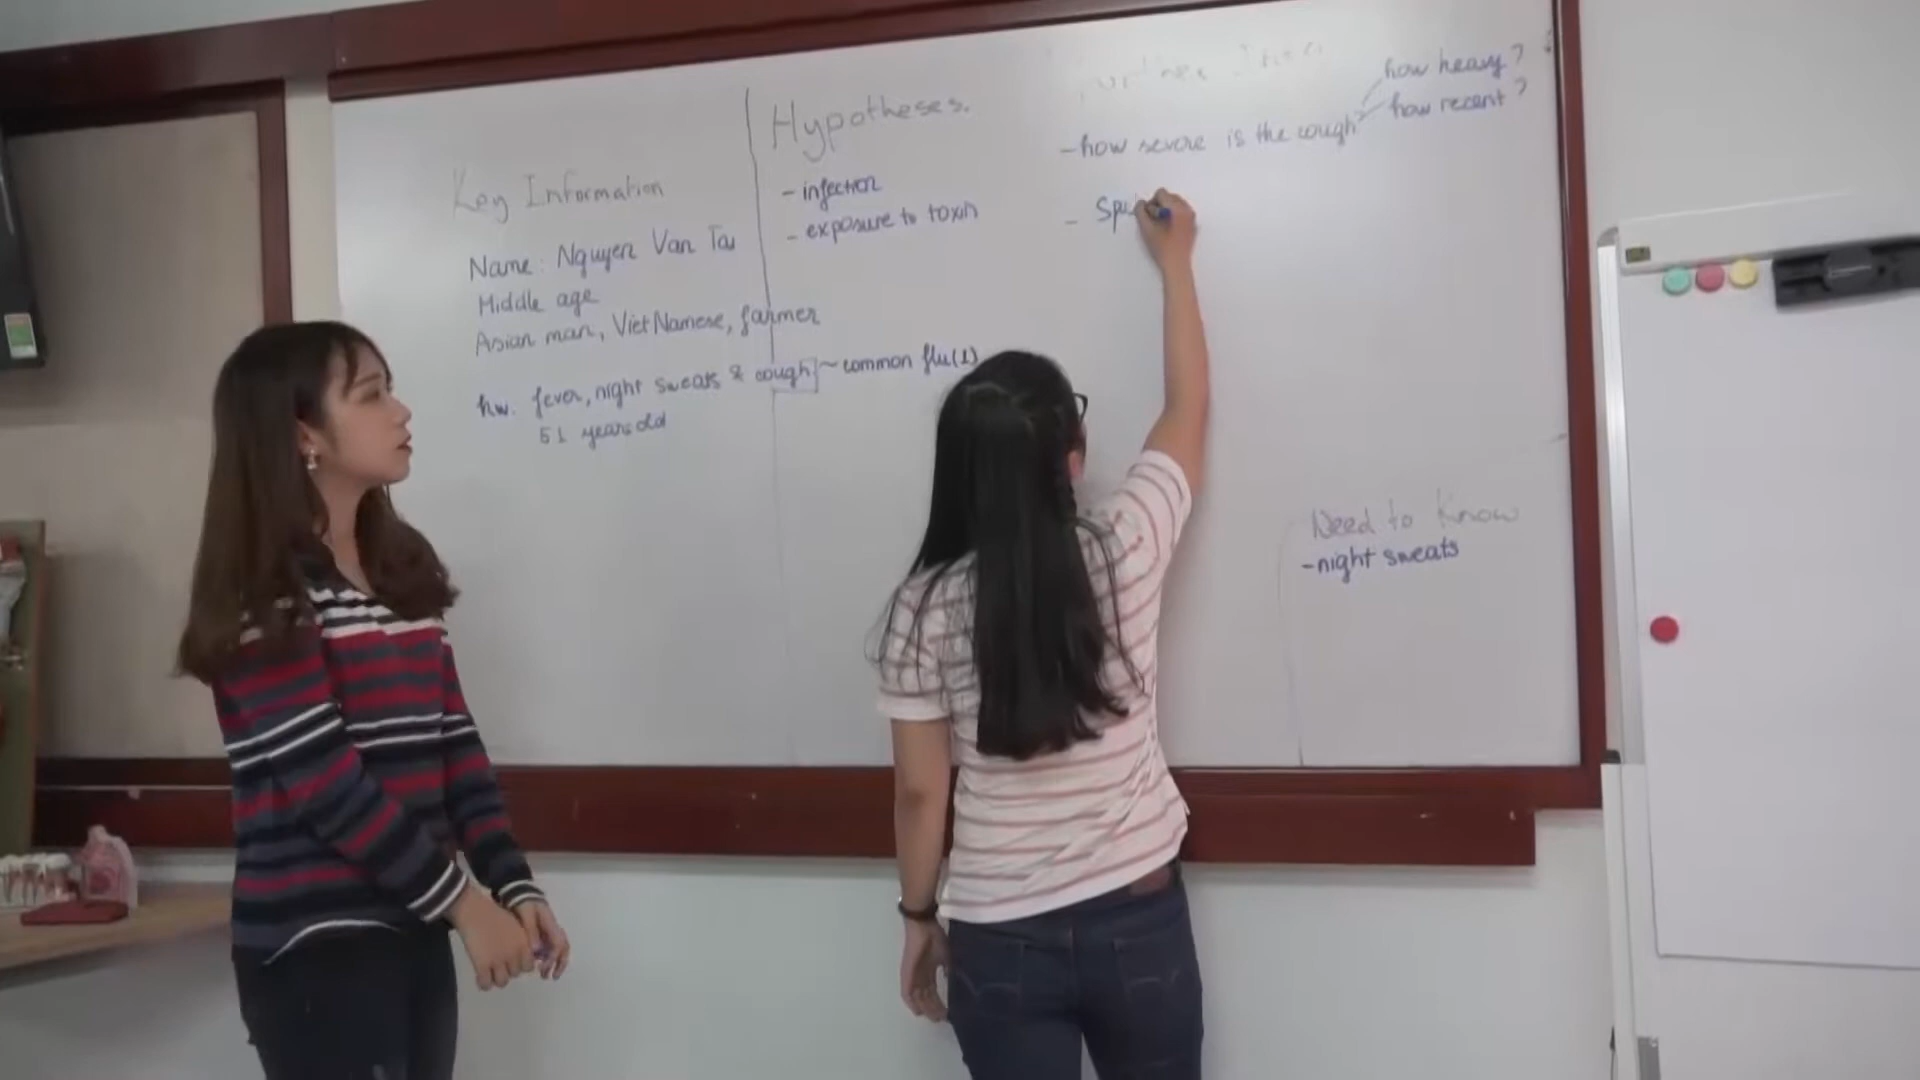 Key Information
Name: Nguyen Van Tai
Middle age
Asian man, VietNamese, farmer
hw. fever, night sweats & cough ~ common flu (1)
51 years old
Hypotheses.
- infection
- exposure to toxin
- how severe is the cough
how heavy?
how recent?
- Spu
Need to Know
- night sweats